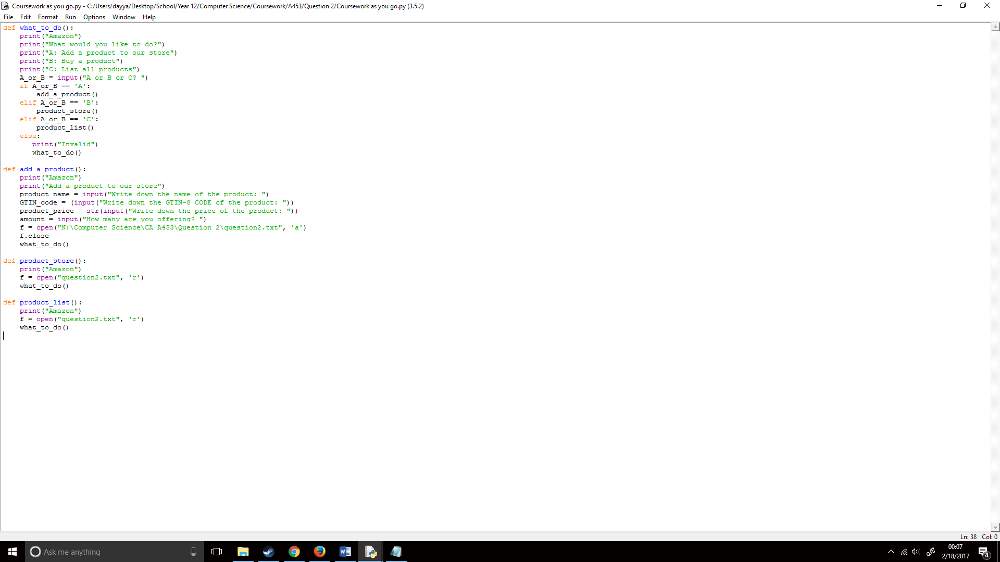 Coursework as you go.py - C:/Users/dayya/Desktop/School/Year 12/Computer Science/Coursework/A453/Question 2/Coursework as you go.py (3.5.2)
File Edit Format Run Options Window Help
def what_to_do():
    print("Amazon")
    print("What would you like to do?")
    print("A: Add a product to our store")
    print("B: Buy a product")
    print("C: List all products")
    A_or_B = input("A or B or C? ")
    if A_or_B == 'A':
        add_a_product()
    elif A_or_B == 'B':
        product_store()
    elif A_or_B == 'C':
        product_list()
    else:
       print("Invalid")
       what_to_do()

def add_a_product():
    print("Amazon")
    print("Add a product to our store")
    product_name = input("Write down the name of the product: ")
    GTIN_code = (input("Write down the GTIN-8 CODE of the product: "))
    product_price = str(input("Write down the price of the product: "))
    amount = input("How many are you offering? ")
    f = open("N:\Computer Science\CA A453\Question 2\question2.txt", 'a')
    f.close
    what_to_do()

def product_store():
    print("Amazon")
    f = open("question2.txt", 'r')
    what_to_do()

def product_list():
    print("Amazon")
    f = open("question2.txt", 'r')
    what_to_do()
Ln: 38 Col: 0
Ask me anything
00:07
2/18/2017
4